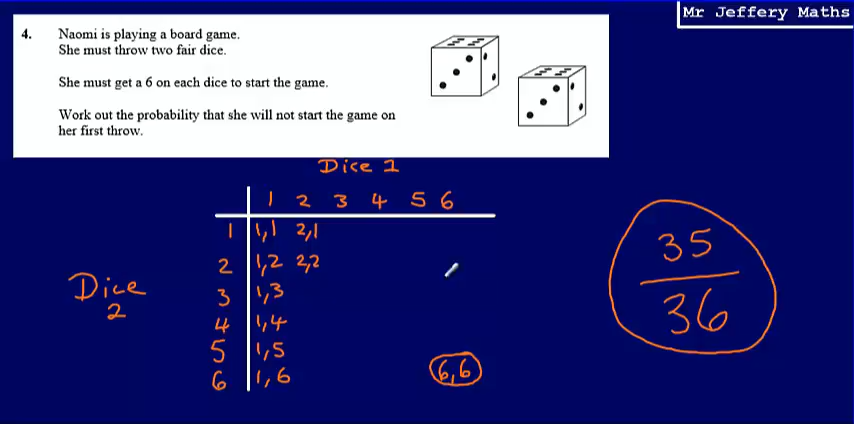 Mr Jeffery Maths
4. Naomi is playing a board game.
She must throw two fair dice.
She must get a 6 on each dice to start the game.
Work out the probability that she will not start the game on
her first throw.
Dice 1
1 2 3 4 5 6
1 1,1 2,1
2 1,2 2,2
3 1,3
4 1,4
5 1,5
6 1,6 6,6
Dice
2
35
36